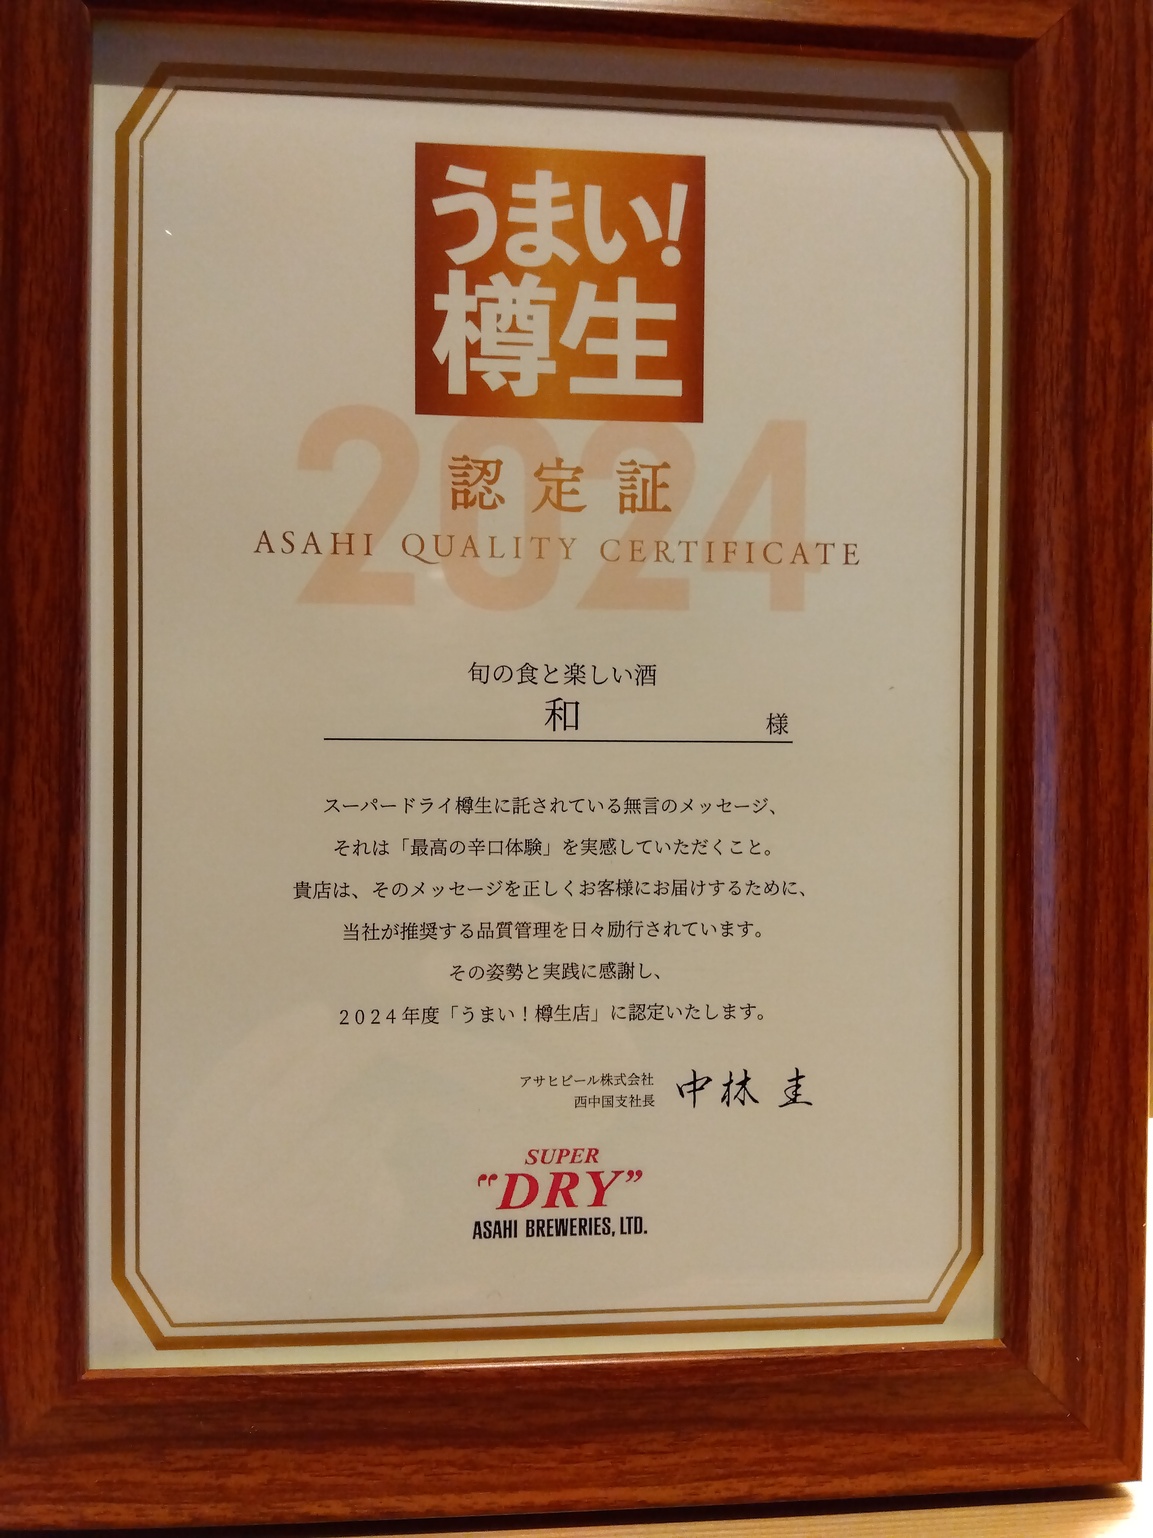 うまい!
樽生
2024
認定証
ASAHI QUALITY CERTIFICATE
旬の食と楽しい酒
和 様
スーパードライ樽生に託されている無言のメッセージ、
それは「最高の辛口体験」を実感していただくこと。
貴店は、そのメッセージを正しくお客様にお届けするために、
当社が推奨する品質管理を日々励行されています。
その姿勢と実践に感謝し、
2024年度「うまい！樽生店」に認定いたします。
アサヒビール株式会社
西中国支社長 中林 圭
SUPER
"DRY"
ASAHI BREWERIES, LTD.